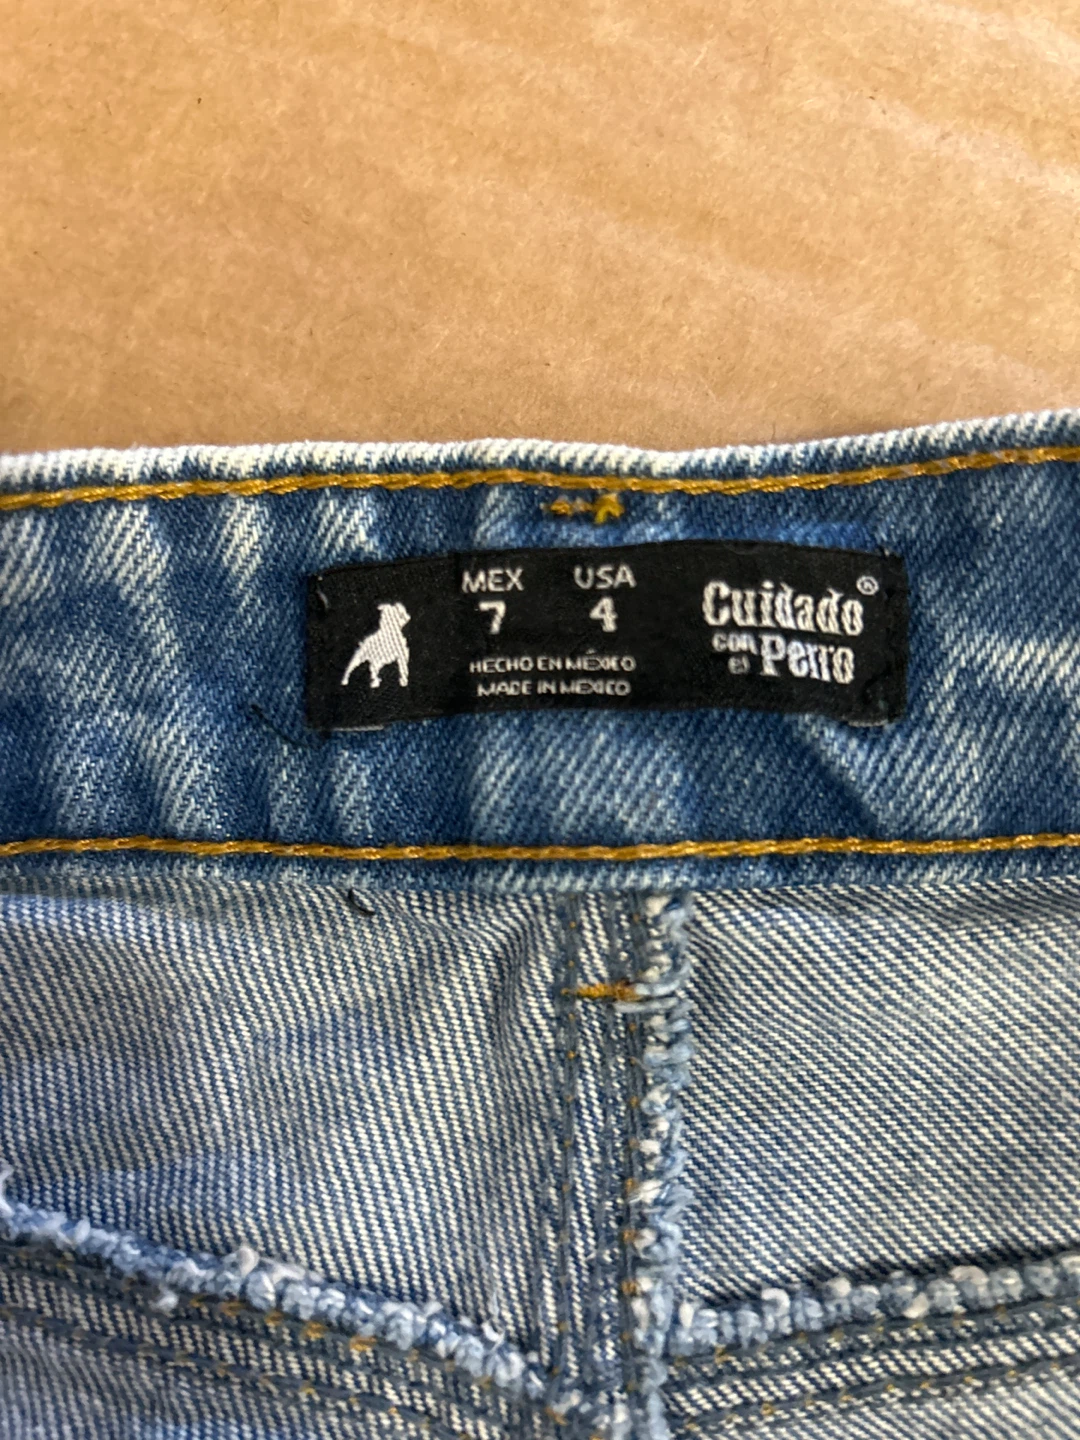 MEX USA
7 4
HECHO EN MÉXICO
MADE IN MEXICO
Cuidado®
con el Perro